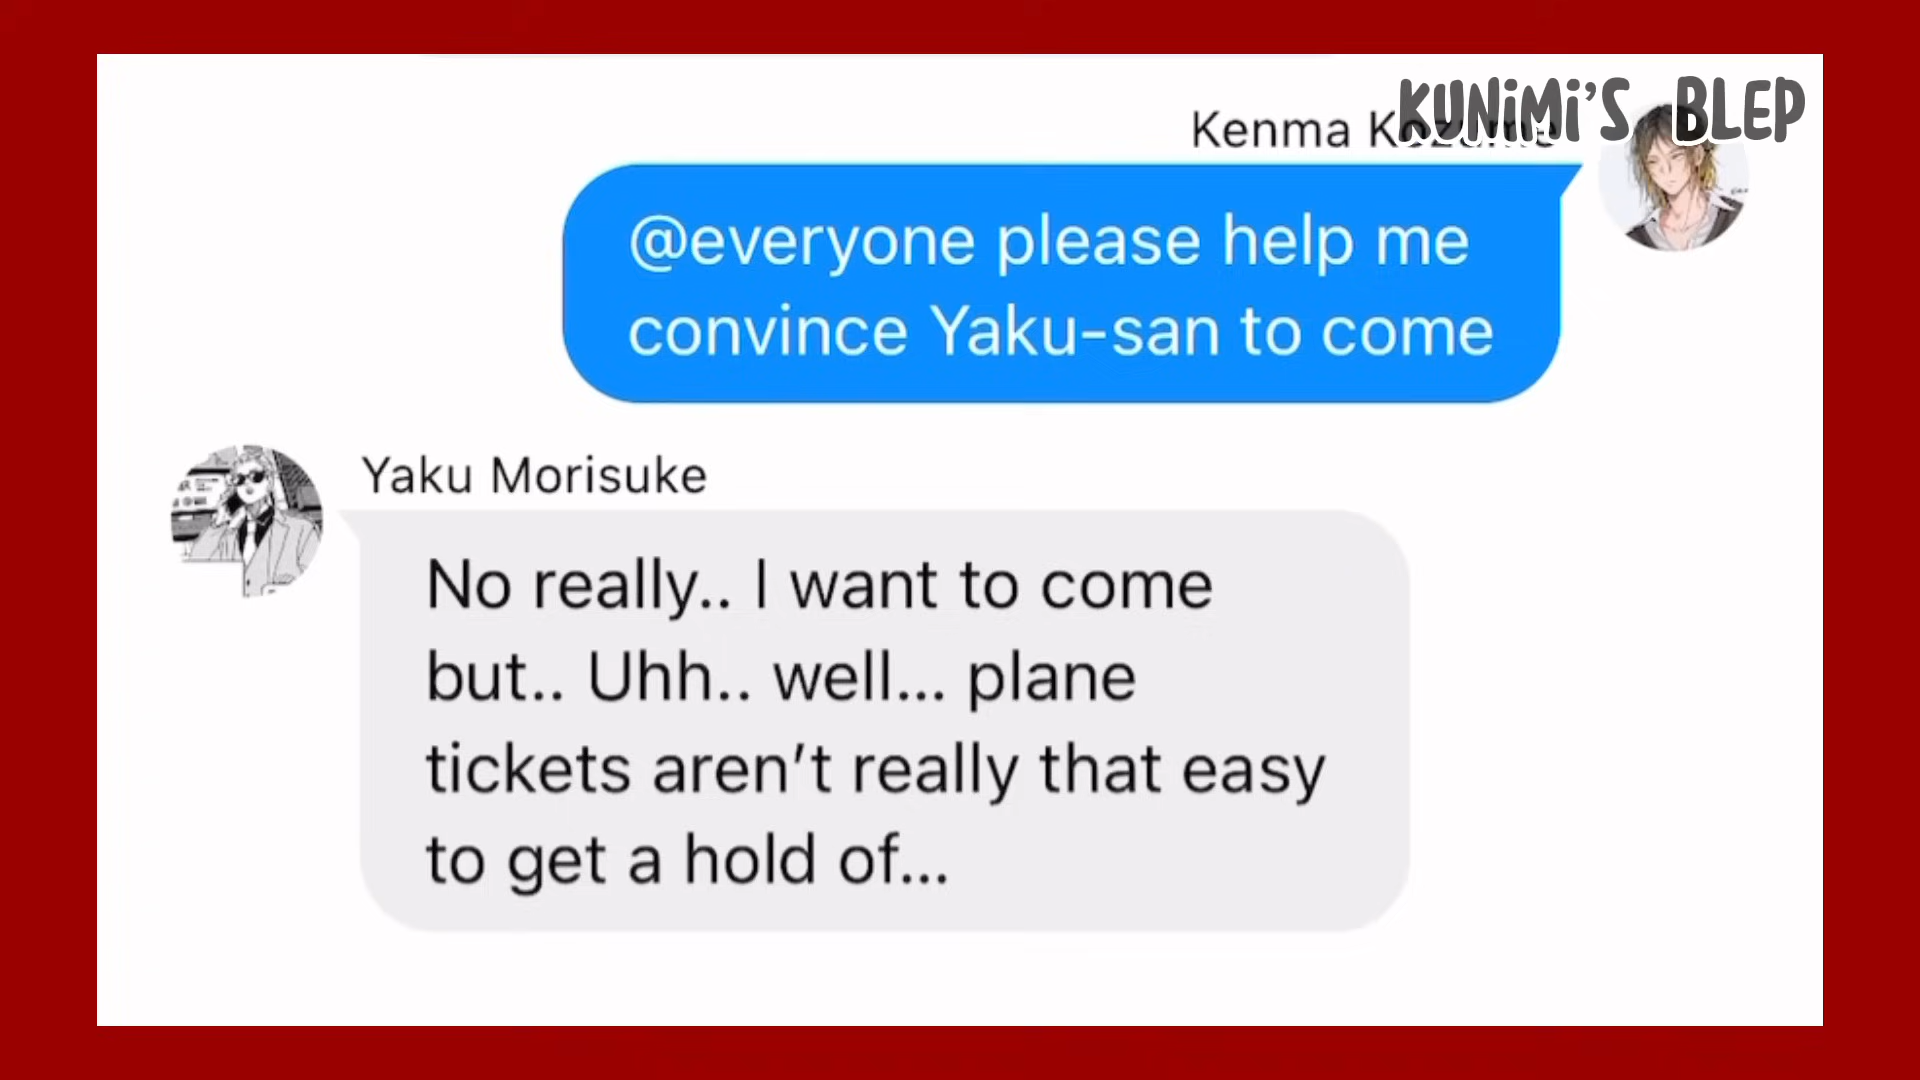 KUNiMi'S BLEP
Kenma Kozume
@everyone please help me
convince Yaku-san to come
Yaku Morisuke
No really.. I want to come
but.. Uhh.. well... plane
tickets aren't really that easy
to get a hold of...